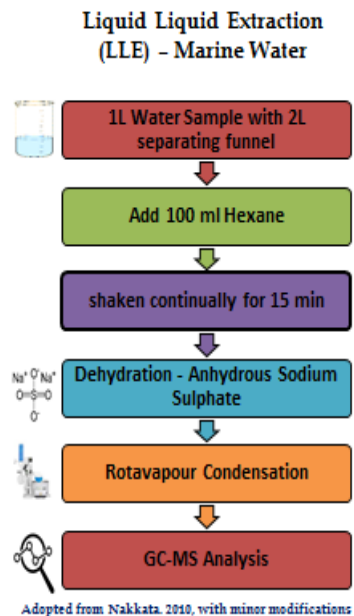 Liquid Liquid Extraction
(LLE) – Marine Water
1L Water Sample with 2L
separating funnel
Add 100 ml Hexane
shaken continually for 15 min
Na⁺ O⁻ Na⁺
O=S=O
O⁻
Dehydration - Anhydrous Sodium
Sulphate
Rotavapour Condensation
GC-MS Analysis
Adopted from Nakkata. 2010, with minor modifications